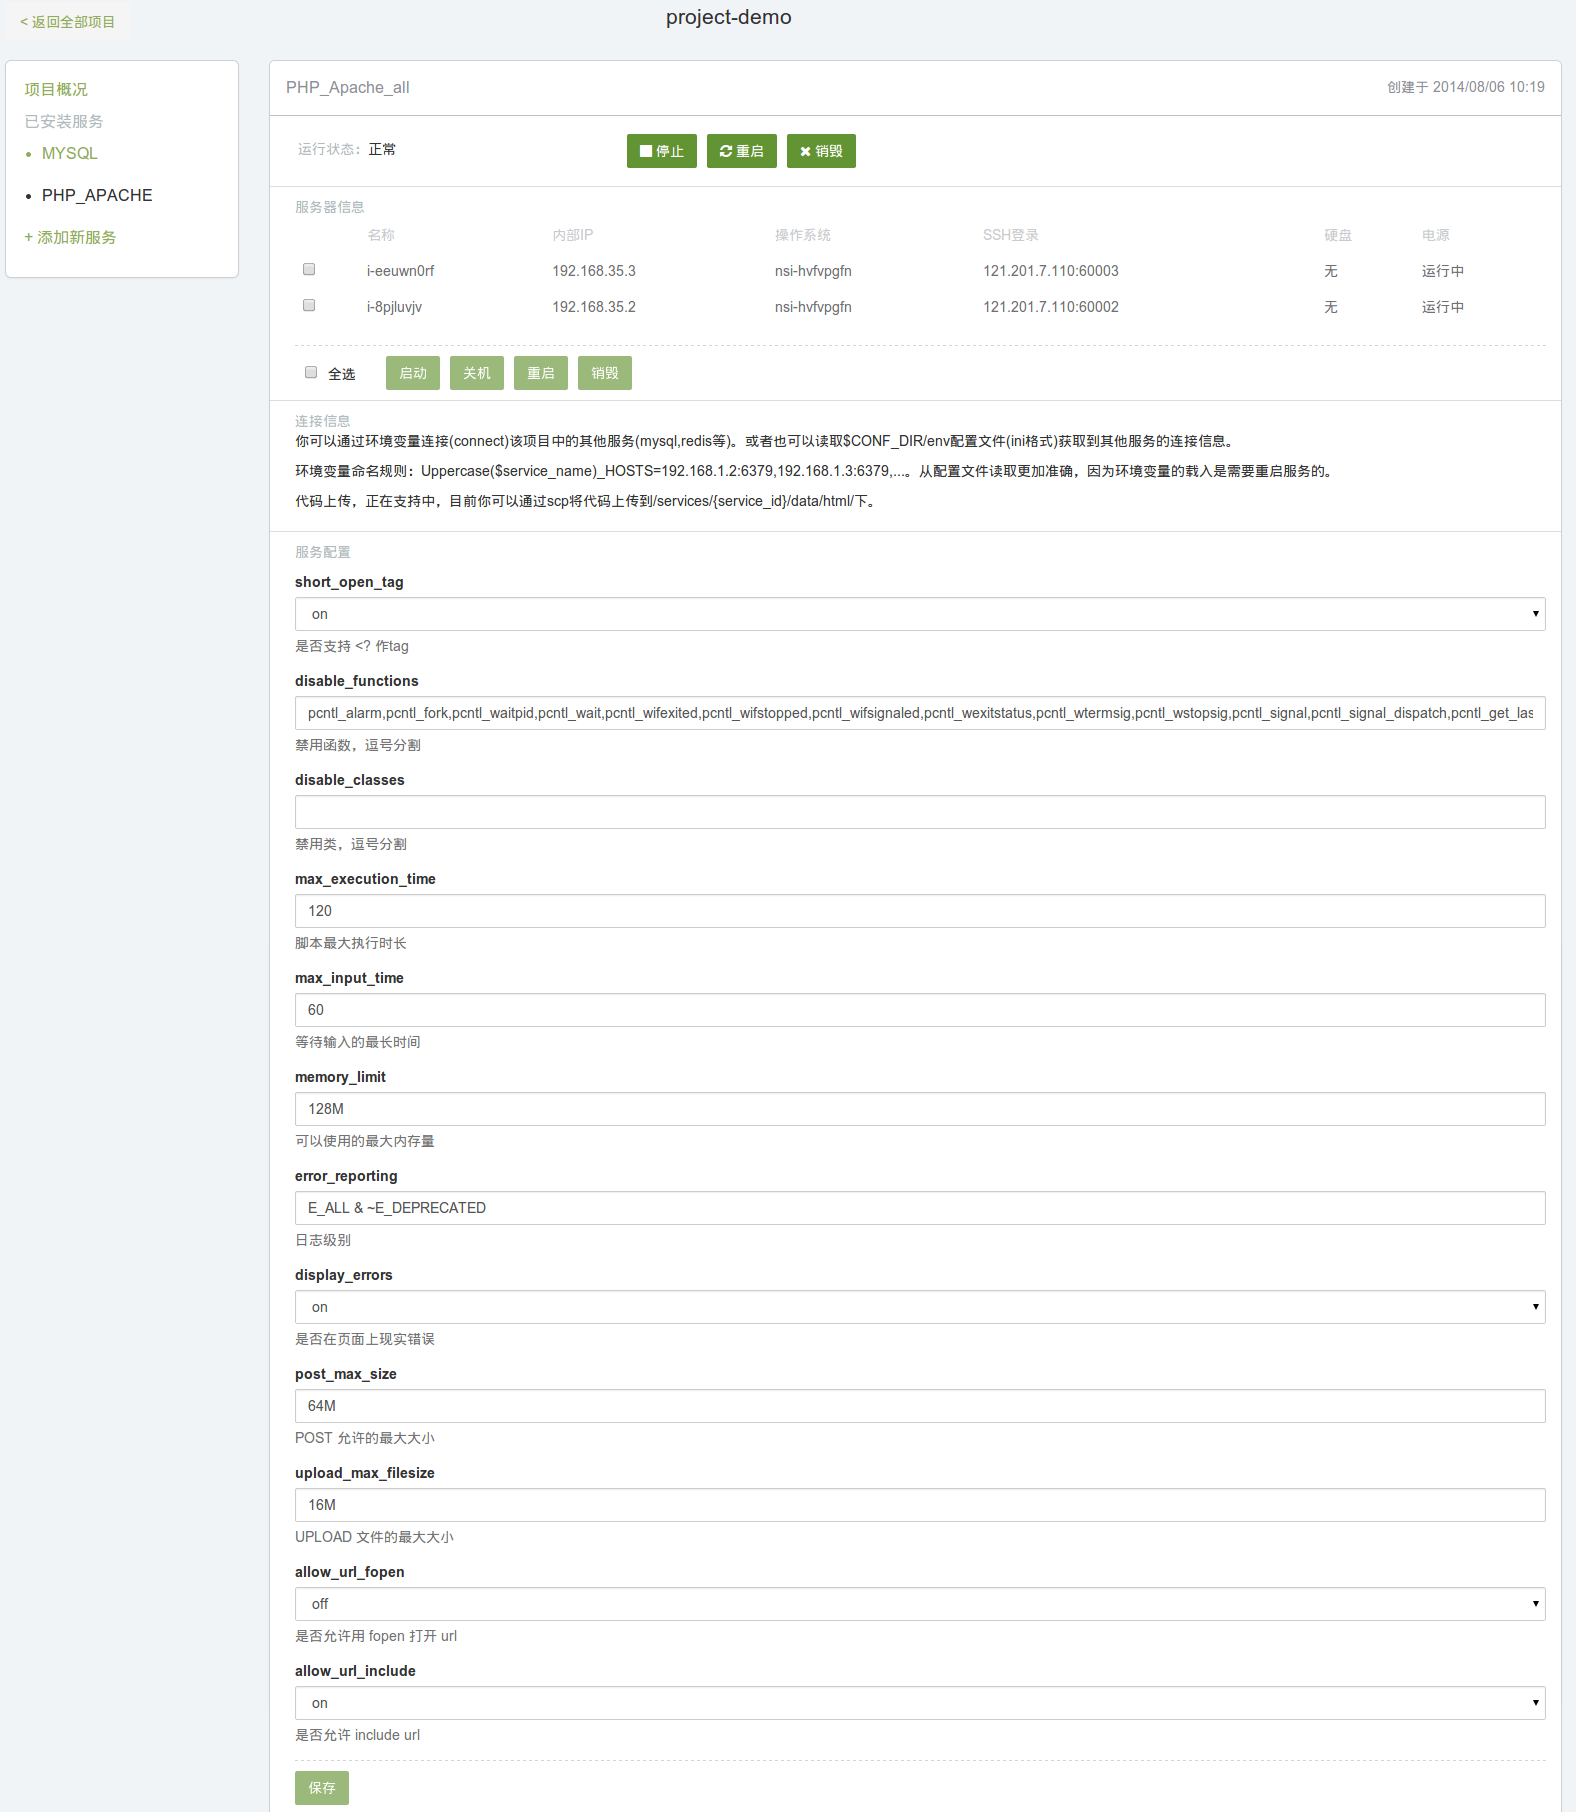 < 返回全部项目
project-demo
项目概况
已安装服务
MYSQL
PHP_APACHE
+ 添加新服务
PHP_Apache_all
创建于 2014/08/06 10:19
运行状态：正常
停止 重启 销毁
服务器信息
名称 内部IP 操作系统 SSH登录 硬盘 电源
i-eeuwn0rf 192.168.35.3 nsi-hvfvpgfn 121.201.7.110:60003 无 运行中
i-8pjluvjv 192.168.35.2 nsi-hvfvpgfn 121.201.7.110:60002 无 运行中
全选 启动 关机 重启 销毁
连接信息
你可以通过环境变量连接(connect)该项目中的其他服务(mysql,redis等)。或者也可以读取$CONF_DIR/env配置文件(ini格式)获取到其他服务的连接信息。
环境变量命名规则：Uppercase($service_name)_HOSTS=192.168.1.2:6379,192.168.1.3:6379,...。从配置文件读取更加准确，因为环境变量的载入是需要重启服务的。
代码上传，正在支持中，目前你可以通过scp将代码上传到/services/{service_id}/data/html/下。
服务配置
short_open_tag
on
是否支持 <? 作tag
disable_functions
pcntl_alarm,pcntl_fork,pcntl_waitpid,pcntl_wait,pcntl_wifexited,pcntl_wifstopped,pcntl_wifsignaled,pcntl_wexitstatus,pcntl_wtermsig,pcntl_wstopsig,pcntl_signal,pcntl_signal_dispatch,pcntl_get_las
禁用函数，逗号分割
disable_classes
禁用类，逗号分割
max_execution_time
120
脚本最大执行时长
max_input_time
60
等待输入的最长时间
memory_limit
128M
可以使用的最大内存量
error_reporting
E_ALL & ~E_DEPRECATED
日志级别
display_errors
on
是否在页面上现实错误
post_max_size
64M
POST 允许的最大大小
upload_max_filesize
16M
UPLOAD 文件的最大大小
allow_url_fopen
off
是否允许用 fopen 打开 url
allow_url_include
on
是否允许 include url
保存